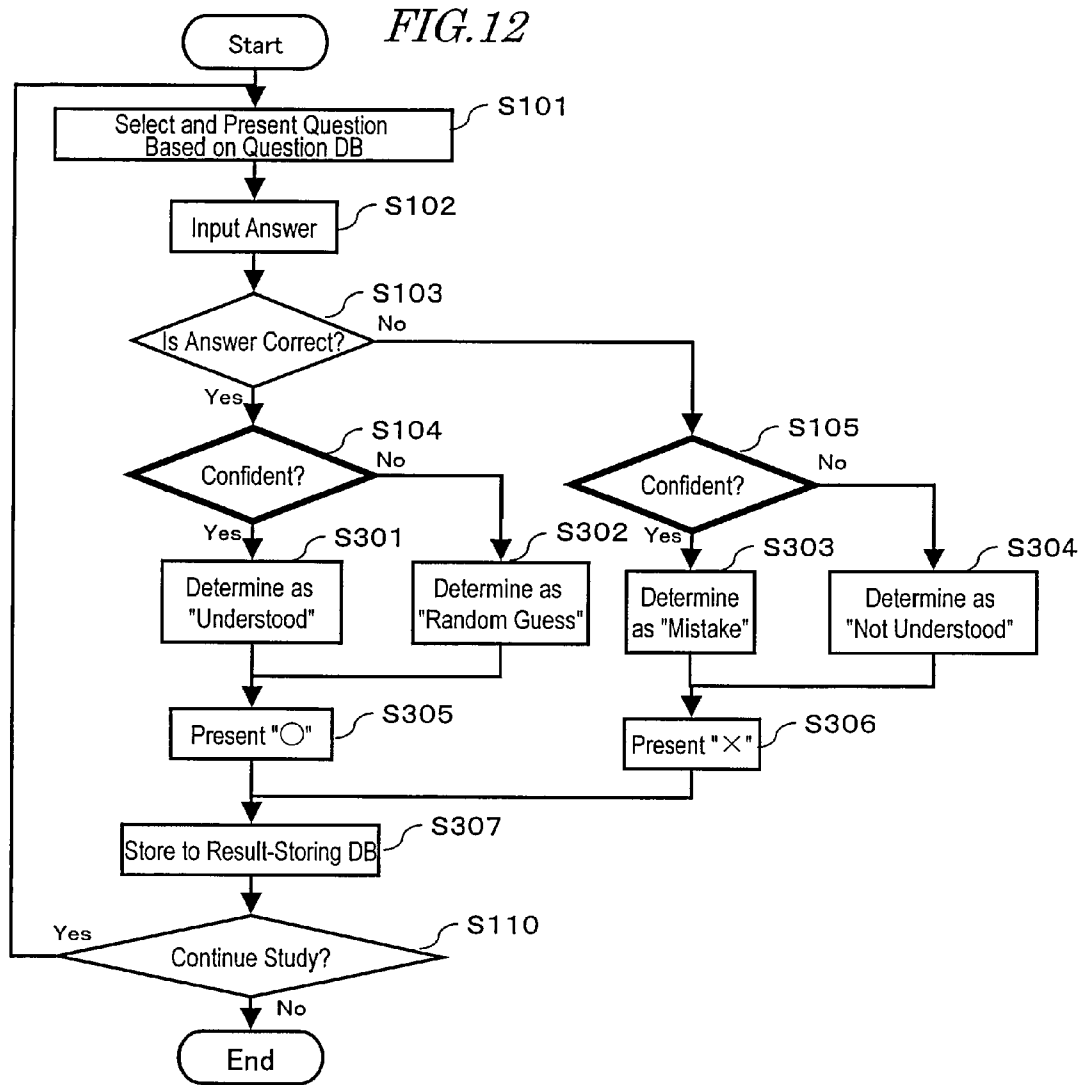 FIG.12
Start
S101
Select and Present Question
Based on Question DB
S102
Input Answer
S103
Is Answer Correct?
No
Yes
S104
Confident?
No
Yes
S105
Confident?
No
Yes
S301
Determine as
"Understood"
S302
Determine as
"Random Guess"
S303
Determine
as "Mistake"
S304
Determine as
"Not Understood"
S305
Present "○"
S306
Present "×"
S307
Store to Result-Storing DB
S110
Continue Study?
Yes
No
End